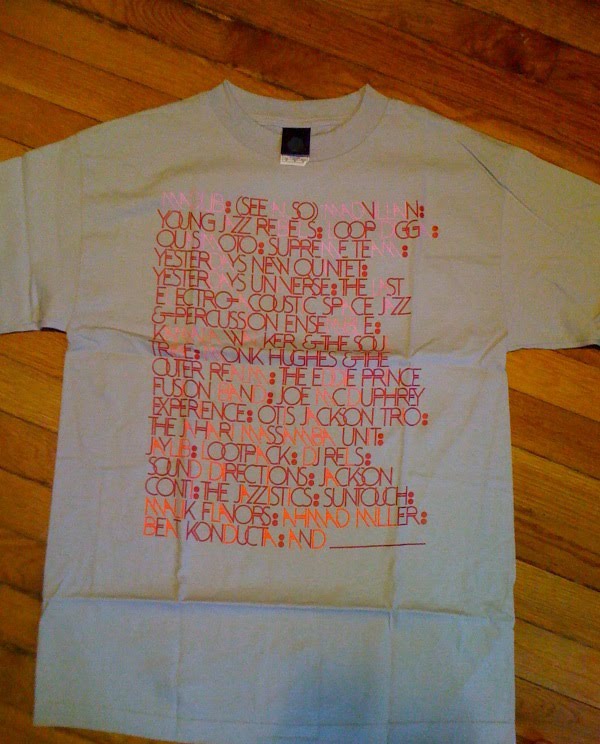 MADLIB: (SEE ALSO) MADVILLAIN:
YOUNG JAZZ REBELS: LOOP DIGGA:
QUASIMOTO: SUPREME TEAM:
YESTERDAYS NEW QUINTET:
YESTERDAYS UNIVERSE: THE LAST
ELECTRO-ACOUSTIC SPACE JAZZ
&-PERCUSSION ENSEMBLE:
KAMALA WALKER & THE SOUL
TRIBE: MONK HUGHES & THE
OUTER REALM: THE EDDIE PRINCE
FUSION BAND: JOE MCDUPHREY
EXPERIENCE: OTIS JACKSON TRIO:
THE JAHARI MASSAMBA UNIT:
JAYLIB: LOOTPACK: DJ RELS:
SOUND DIRECTIONS: JACKSON
CONTI: THE JAZZISTICS: SUNTOUCH:
MALIK FLAVORS: AHMAD MILLER:
BEAT KONDUCTA: AND